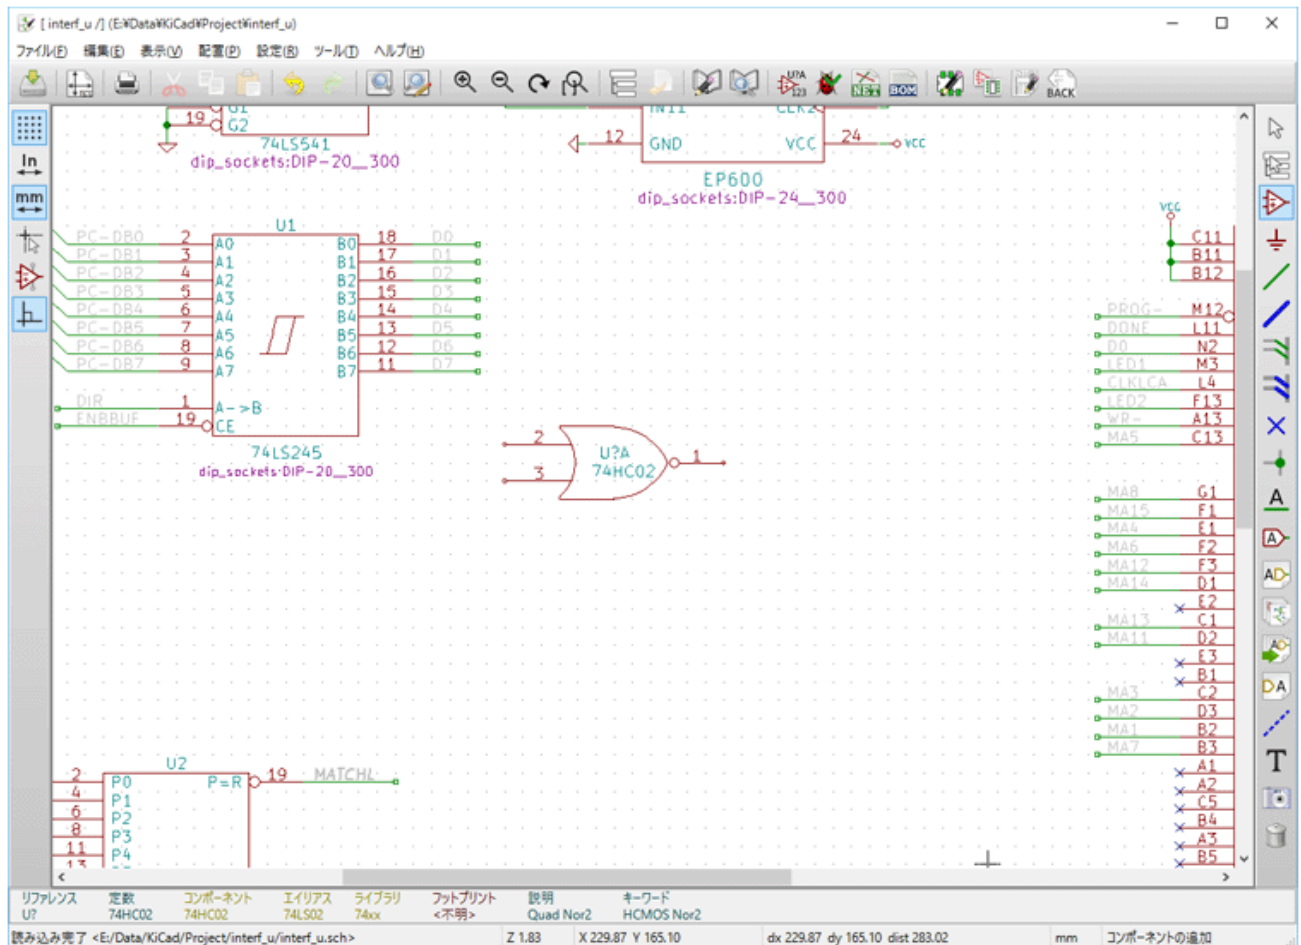 [ interf_u /] (E:¥Data¥KiCad¥Project¥interf_u)
ファイル(F) 編集(E) 表示(V) 配置(P) 設定(R) ツール(T) ヘルプ(H)
U?A
123
NET
BOM
BACK
In
mm
G1
19 G2
74LS541
dip_sockets:DIP-20__300
IN11 CLK2
12 GND VCC 24 VCC
EP600
dip_sockets:DIP-24__300
U1
PC-DB0 2 A0 B0 18 D0
PC-DB1 3 A1 B1 17 D1
PC-DB2 4 A2 B2 16 D2
PC-DB3 5 A3 B3 15 D3
PC-DB4 6 A4 B4 14 D4
PC-DB5 7 A5 B5 13 D5
PC-DB6 8 A6 B6 12 D6
PC-DB7 9 A7 B7 11 D7
DIR 1 A->B
ENBBUF 19 CE
74LS245
dip_sockets:DIP-20__300
2 U?A 1
3 74HC02
VCC
C11
B11
B12
PROG- M12
DONE L11
D0 N2
LED1 M3
CLKLCA L4
LED2 F13
WR- A13
MA5 C13
MA8 G1
MA15 F1
MA4 E1
MA6 F2
MA12 F3
MA14 D1
E2
MA13 C1
MA11 D2
E3
B1
MA3 C2
MA2 D3
MA1 B2
MA7 B3
A1
A2
C5
B4
A3
B5
U2
2 P0 P=R 19 MATCHL
4 P1
6 P2
8 P3
11 P4
13
A
A
AD
DA
T
リファレンス 定数 コンポーネント エイリアス ライブラリ フットプリント 説明 キーワード
U? 74HC02 74HC02 74LS02 74xx <不明> Quad Nor2 HCMOS Nor2
読み込み完了 <E:/Data/KiCad/Project/interf_u/interf_u.sch> Z 1.83 X 229.87 Y 165.10 dx 229.87 dy 165.10 dist 283.02 mm コンポーネントの追加